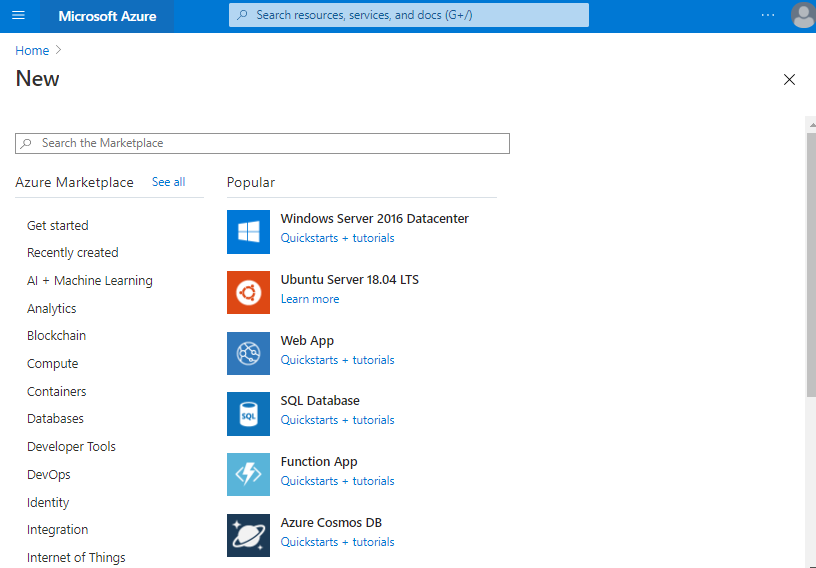 Microsoft Azure
Search resources, services, and docs (G+/)
Home
New
Search the Marketplace
Azure Marketplace See all
Get started
Recently created
AI + Machine Learning
Analytics
Blockchain
Compute
Containers
Databases
Developer Tools
DevOps
Identity
Integration
Internet of Things
Popular
Windows Server 2016 Datacenter
Quickstarts + tutorials
Ubuntu Server 18.04 LTS
Learn more
Web App
Quickstarts + tutorials
SQL
SQL Database
Quickstarts + tutorials
Function App
Quickstarts + tutorials
Azure Cosmos DB
Quickstarts + tutorials